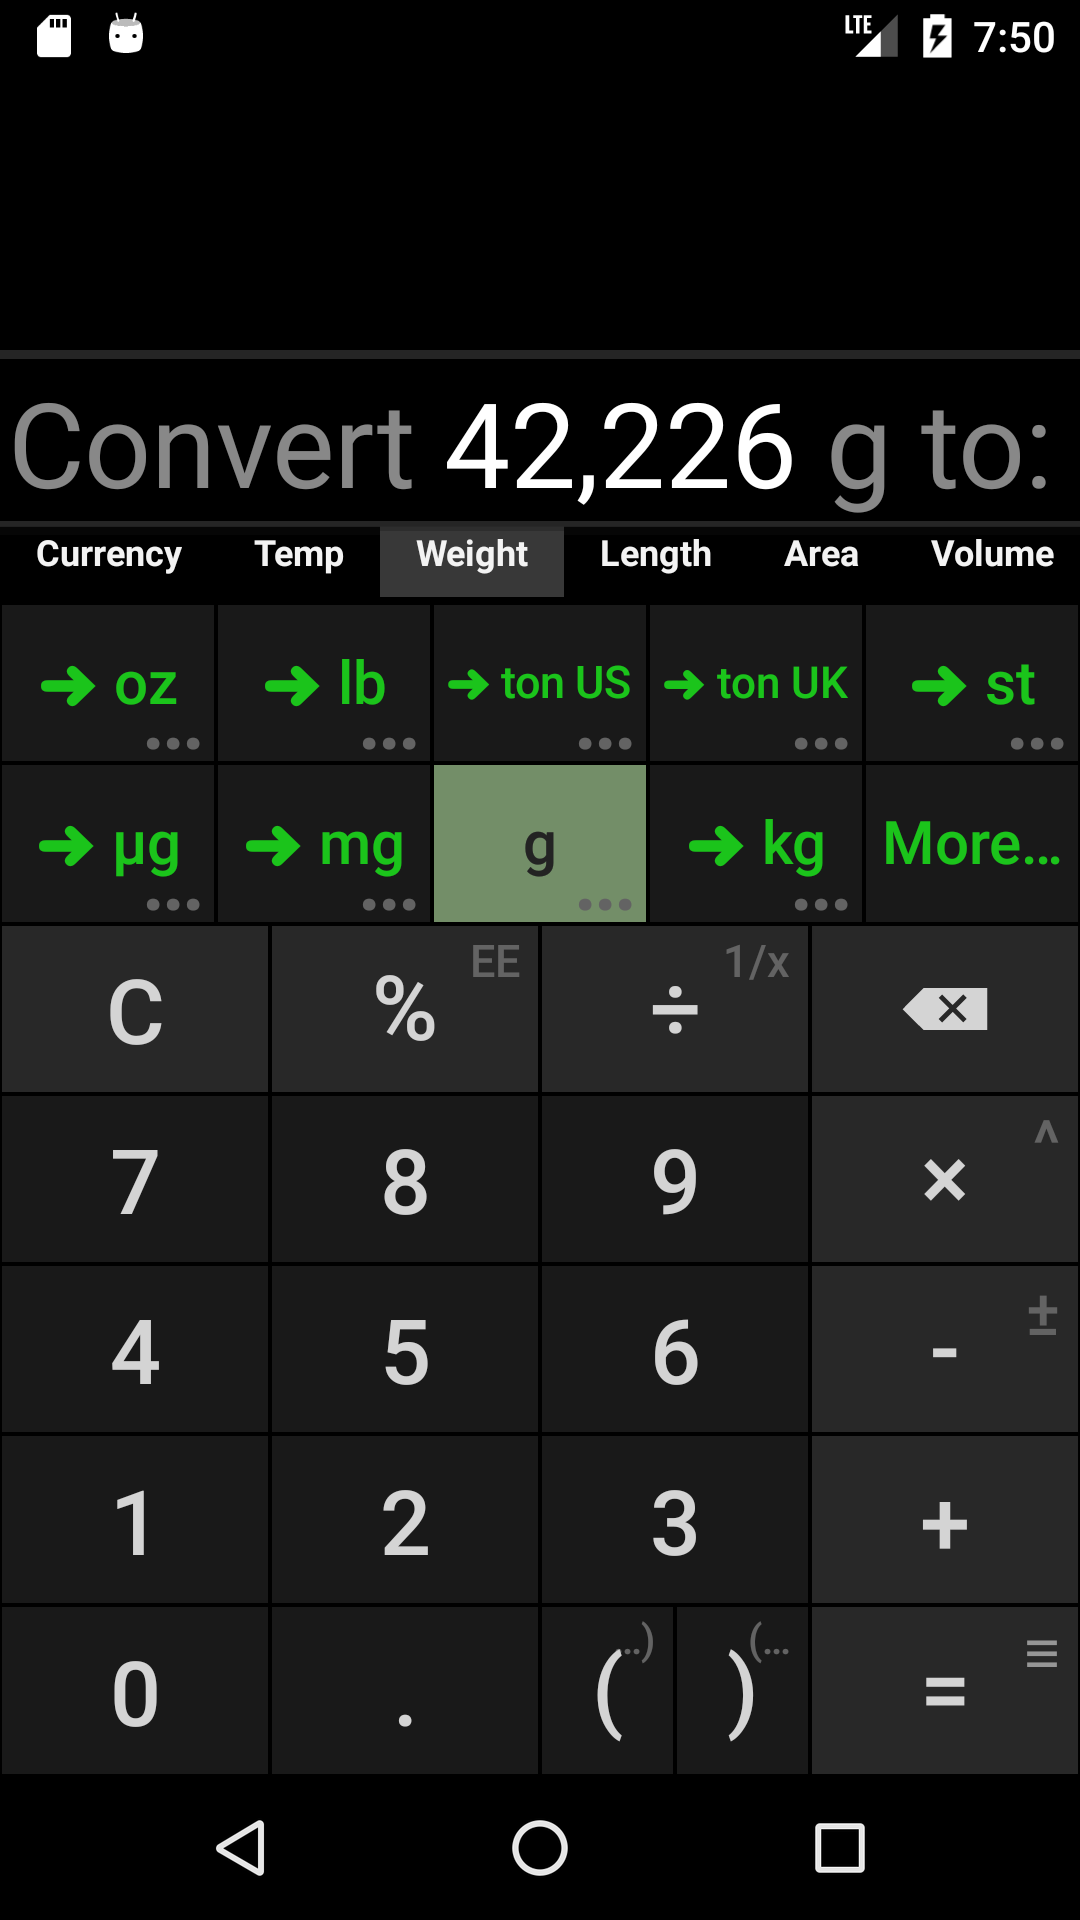 LTE 7:50
Convert 42,226 g to:
Currency Temp Weight Length Area Volume
➔ oz ➔ lb ➔ ton US ➔ ton UK ➔ st
➔ µg ➔ mg g ➔ kg More...
C % EE ÷ 1/x
7 8 9 × ^
4 5 6 - ±
1 2 3 +
0 . ( ..) ) (... = ≡